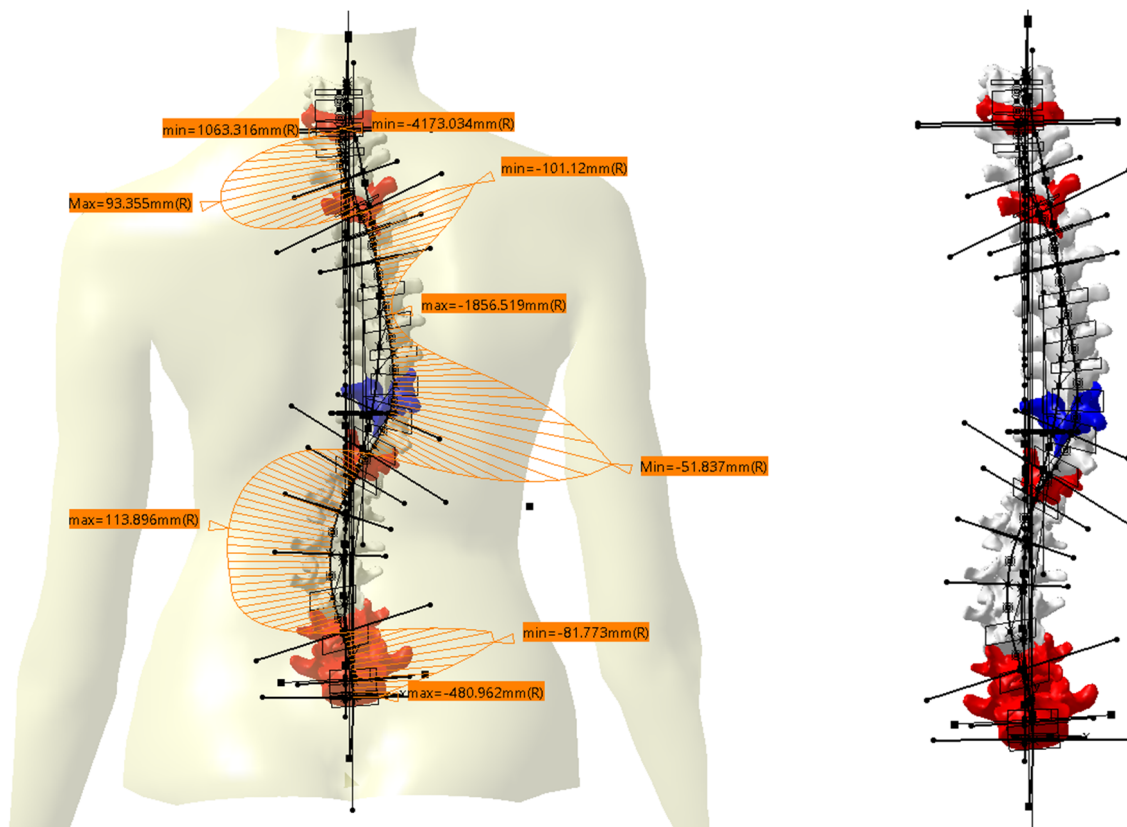 min=1063.316mm(R)
min=-4173.034mm(R)
min=-101.12mm(R)
Max=93.355mm(R)
max=-1856.519mm(R)
Min=-51.837mm(R)
max=113.896mm(R)
min=-81.773mm(R)
max=-480.962mm(R)